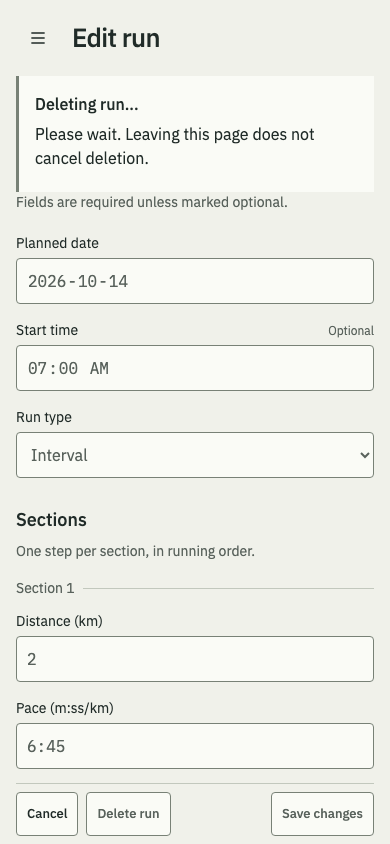 Edit run
Deleting run...
Please wait. Leaving this page does not
cancel deletion.
Fields are required unless marked optional.
Planned date
2026-10-14
Start time
Optional
07:00 AM
Run type
Interval
Sections
One step per section, in running order.
Section 1
Distance (km)
2
Pace (m:ss/km)
6:45
Cancel
Delete run
Save changes